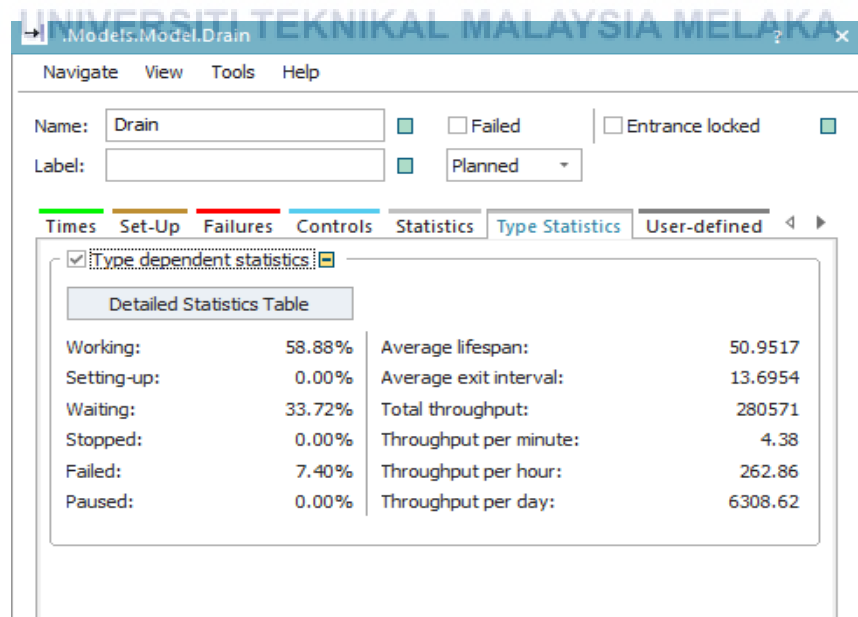 UNIVERSITI TEKNIKAL MALAYSIA MELAKA
.Models.Model.Drain ? ×
Navigate View Tools Help
Name: Drain Failed Entrance locked
Label: Planned
Times Set-Up Failures Controls Statistics Type Statistics User-defined
Type dependent statistics
Detailed Statistics Table
Working: 58.88% Average lifespan: 50.9517
Setting-up: 0.00% Average exit interval: 13.6954
Waiting: 33.72% Total throughput: 280571
Stopped: 0.00% Throughput per minute: 4.38
Failed: 7.40% Throughput per hour: 262.86
Paused: 0.00% Throughput per day: 6308.62